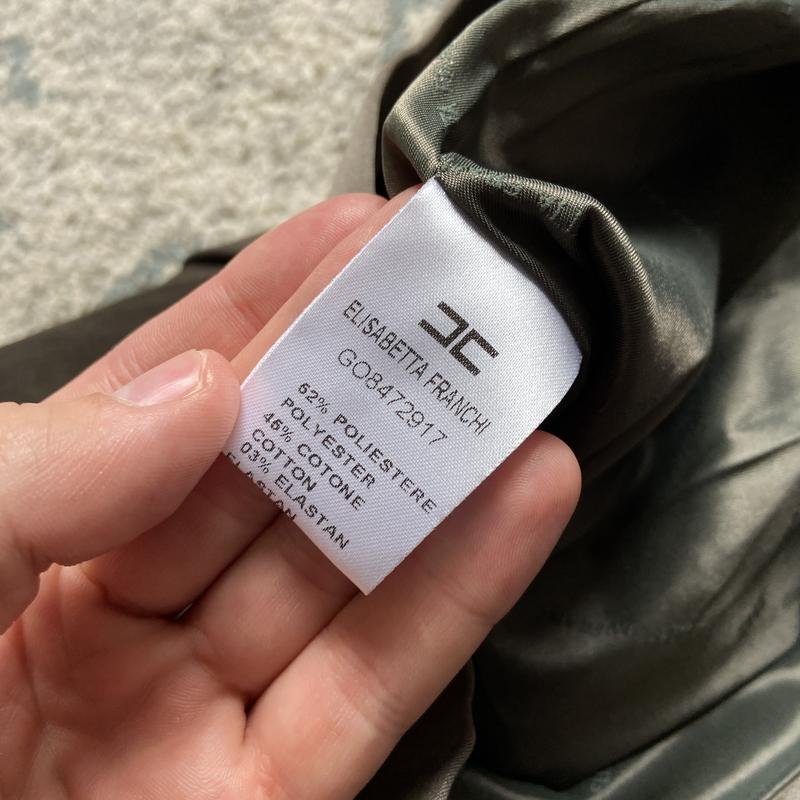 ELISABETTA FRANCHI
GO8472917
62% POLIESTERE
POLYESTER
46% COTONE
COTTON
03% ELASTAN
ELASTAN